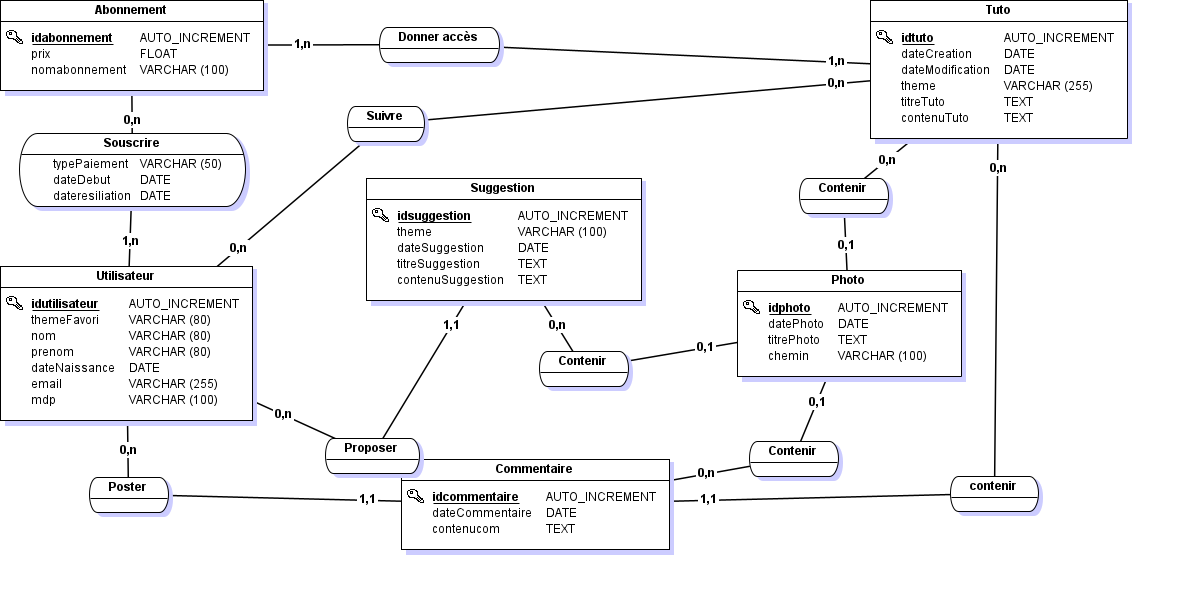 Abonnement
idabonnement AUTO_INCREMENT
prix FLOAT
nomabonnement VARCHAR (100)
1,n
Donner accès
1,n
Tuto
idtuto AUTO_INCREMENT
dateCreation DATE
dateModification DATE
theme VARCHAR (255)
titreTuto TEXT
contenuTuto TEXT
0,n
Suivre
0,n
0,n
Souscrire
typePaiement VARCHAR (50)
dateDebut DATE
dateresiliation DATE
1,n
Suggestion
idsuggestion AUTO_INCREMENT
theme VARCHAR (100)
dateSuggestion DATE
titreSuggestion TEXT
contenuSuggestion TEXT
0,n
Contenir
0,1
0,n
Utilisateur
idutilisateur AUTO_INCREMENT
themeFavori VARCHAR (80)
nom VARCHAR (80)
prenom VARCHAR (80)
dateNaissance DATE
email VARCHAR (255)
mdp VARCHAR (100)
Photo
idphoto AUTO_INCREMENT
datePhoto DATE
titrePhoto TEXT
chemin VARCHAR (100)
1,1
0,n
Contenir
0,1
0,1
0,n
Proposer
0,n
Poster
1,1
Commentaire
idcommentaire AUTO_INCREMENT
dateCommentaire DATE
contenucom TEXT
0,n
Contenir
1,1
contenir